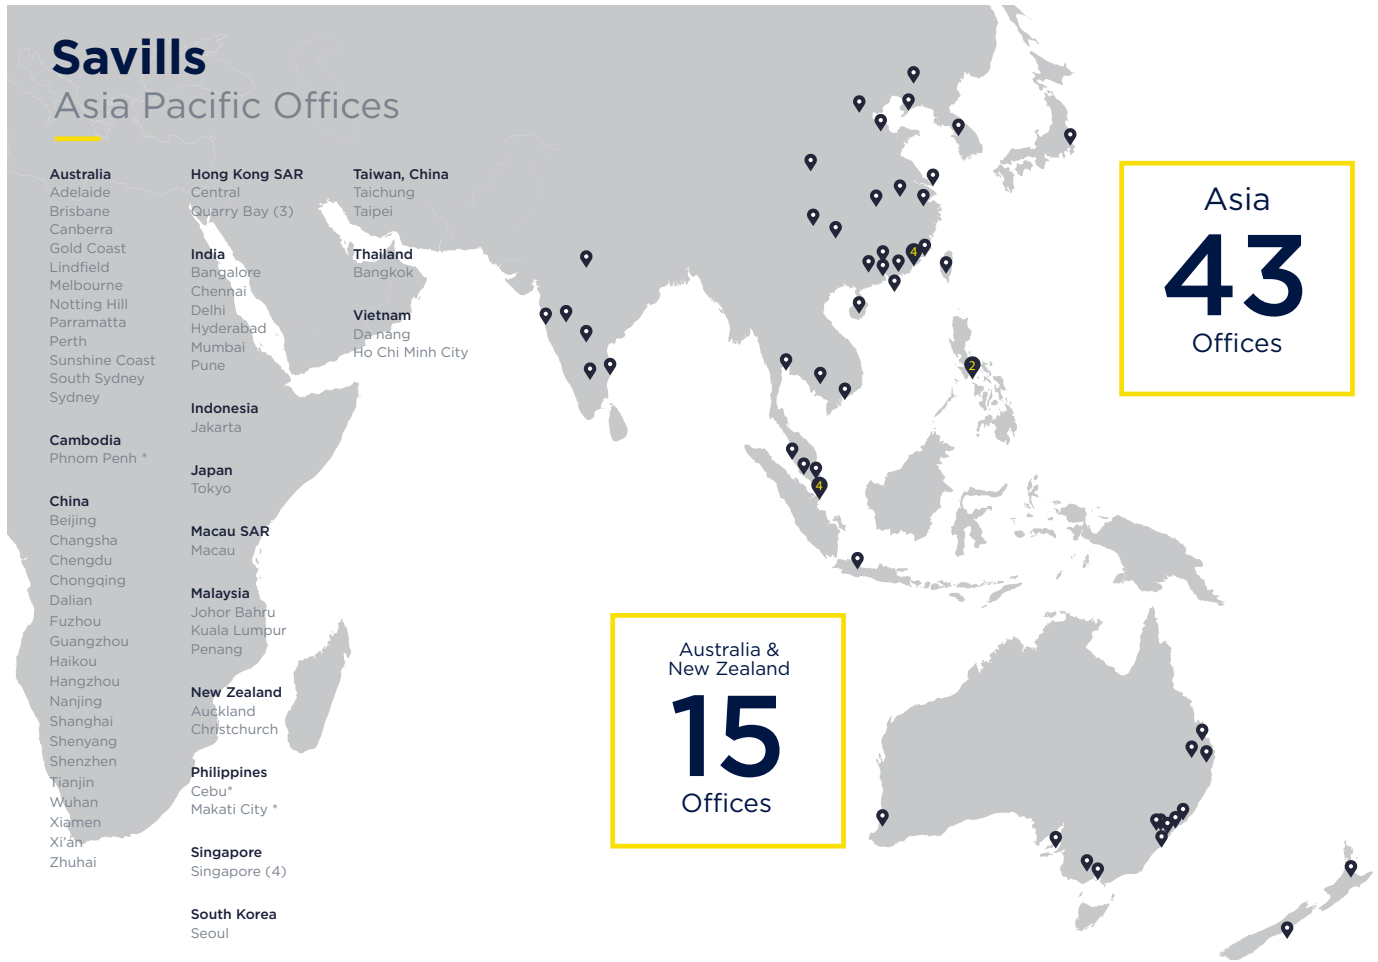 Savills
Asia Pacific Offices
Australia
Adelaide
Brisbane
Canberra
Gold Coast
Lindfield
Melbourne
Notting Hill
Parramatta
Perth
Sunshine Coast
South Sydney
Sydney
Cambodia
Phnom Penh *
China
Beijing
Changsha
Chengdu
Chongqing
Dalian
Fuzhou
Guangzhou
Haikou
Hangzhou
Nanjing
Shanghai
Shenyang
Shenzhen
Tianjin
Wuhan
Xiamen
Xi'an
Zhuhai
Hong Kong SAR
Central
Quarry Bay (3)
India
Bangalore
Chennai
Delhi
Hyderabad
Mumbai
Pune
Indonesia
Jakarta
Japan
Tokyo
Macau SAR
Macau
Malaysia
Johor Bahru
Kuala Lumpur
Penang
New Zealand
Auckland
Christchurch
Philippines
Cebu*
Makati City *
Singapore
Singapore (4)
South Korea
Seoul
Taiwan, China
Taichung
Taipei
Thailand
Bangkok
Vietnam
Da nang
Ho Chi Minh City
4
2
4
Asia
43
Offices
Australia &
New Zealand
15
Offices